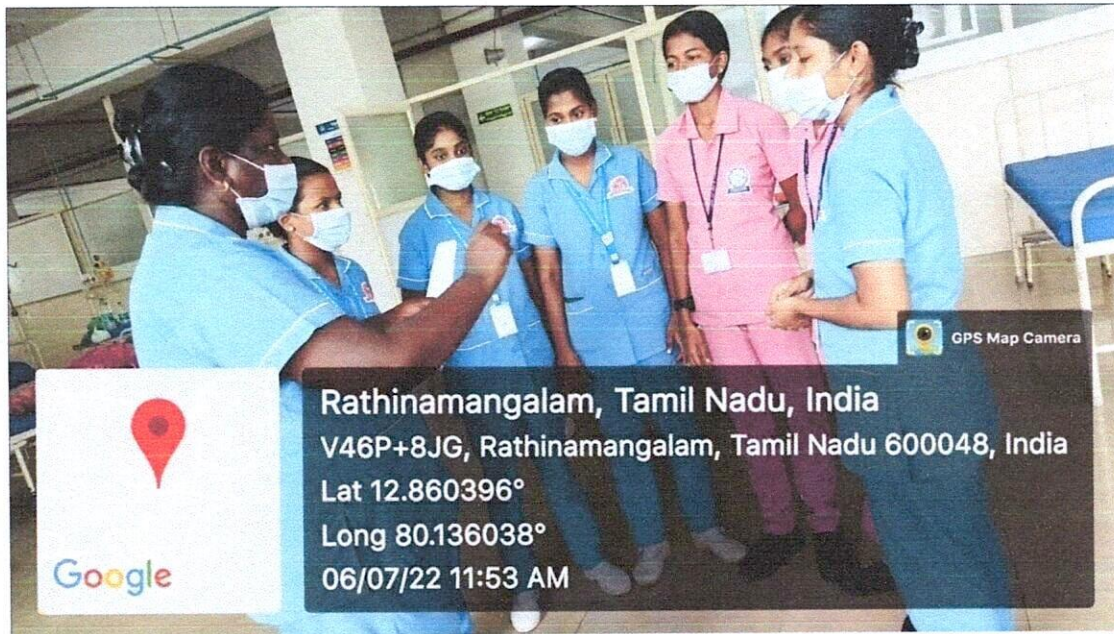 GPS Map Camera
Rathinamangalam, Tamil Nadu, India
V46P+8JG, Rathinamangalam, Tamil Nadu 600048, India
Lat 12.860396°
Long 80.136038°
06/07/22 11:53 AM
Google